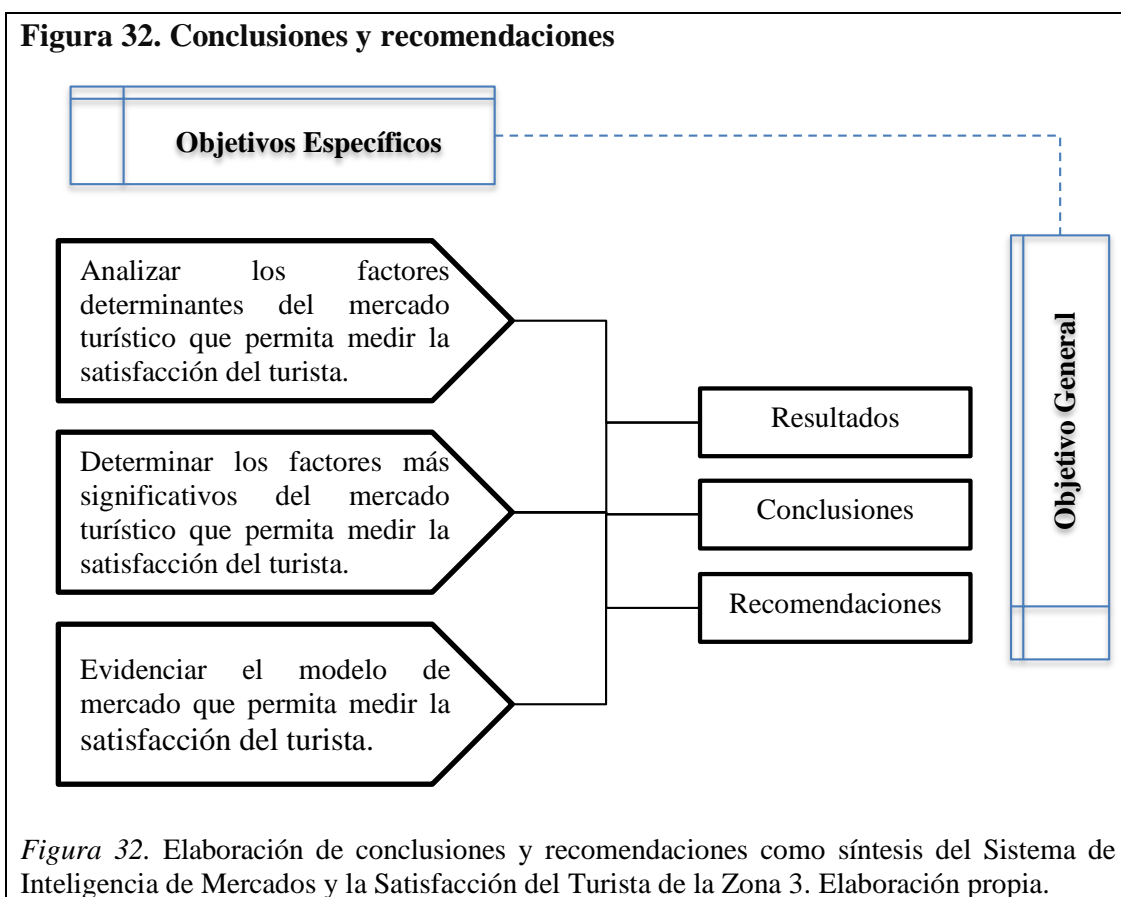 Figura 32. Conclusiones y recomendaciones
Objetivos Específicos
Analizar los factores
determinantes del mercado
turístico que permita medir la
satisfacción del turista.
Determinar los factores más
significativos del mercado
turístico que permita medir la
satisfacción del turista.
Evidenciar el modelo de
mercado que permita medir la
satisfacción del turista.
Resultados
Conclusiones
Recomendaciones
Objetivo General
Figura 32. Elaboración de conclusiones y recomendaciones como síntesis del Sistema de
Inteligencia de Mercados y la Satisfacción del Turista de la Zona 3. Elaboración propia.